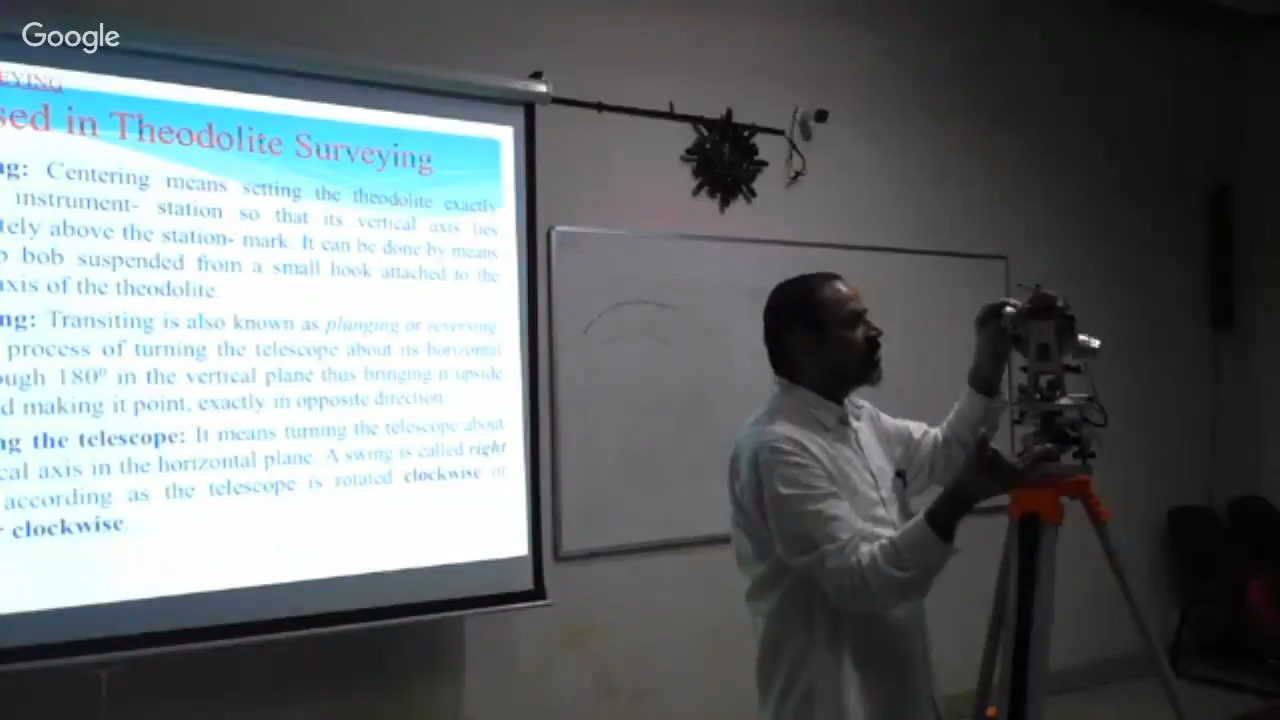 Google
EYING
sed in Theodolite Surveying
ng: Centering means setting the theodolite exactly
instrument- station so that its vertical axis lies
tely above the station- mark. It can be done by means
b bob suspended from a small hook attached to the
axis of the theodolite.
ng: Transiting is also known as plunging or reversing.
process of turning the telescope about its horizontal
ough 180⁰ in the vertical plane thus bringing it upside
d making it point, exactly in opposite direction.
ng the telescope: It means turning the telescope about
cal axis in the horizontal plane. A swing is called right
according as the telescope is rotated clockwise or
r clockwise.